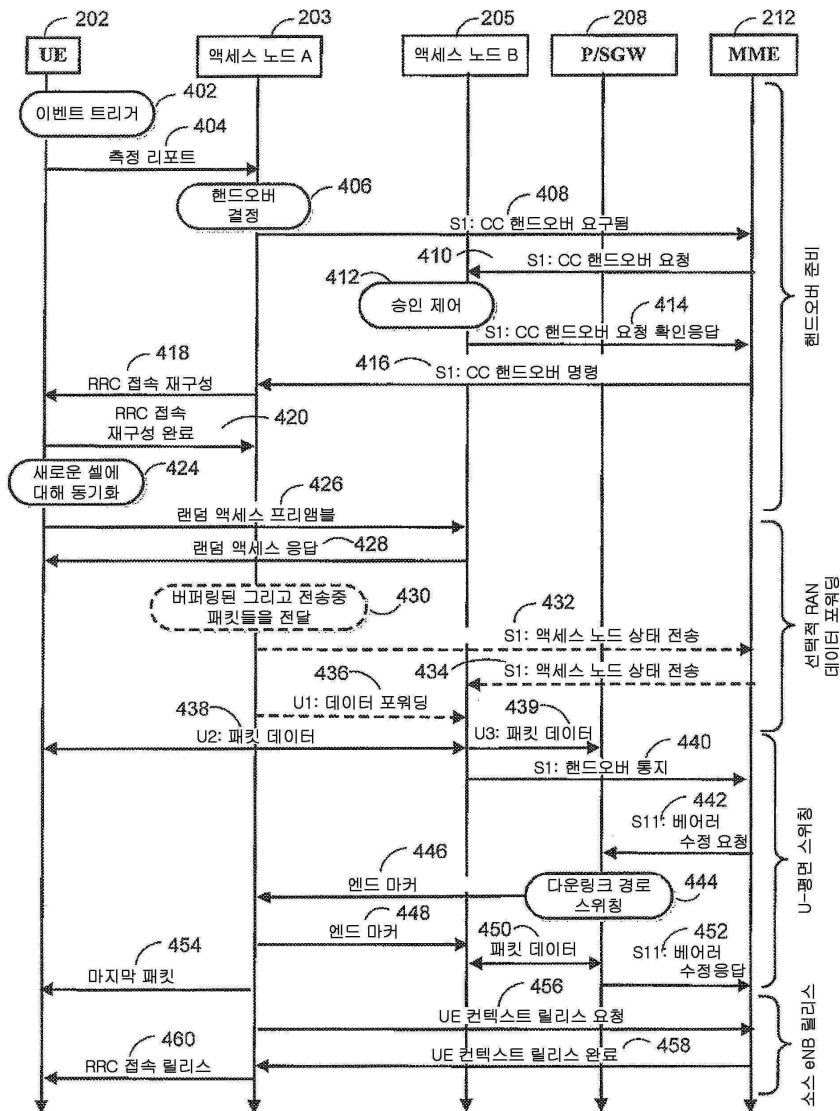 202
203
205
208
212
UE
액세스 노드 A
액세스 노드 B
P/SGW
MME
402
이벤트 트리거
404
측정 리포트
핸드오버
결정
406
408
S1: CC 핸드오버 요구됨
410
S1: CC 핸드오버 요청
412
승인 제어
414
S1: CC 핸드오버 요청 확인응답
416
S1: CC 핸드오버 명령
418
RRC 접속 재구성
RRC 접속
재구성 완료
420
새로운 셀에
대해 동기화
424
426
랜덤 액세스 프리앰블
랜덤 액세스 응답
428
버퍼링된 그리고 전송중
패킷들을 전달
430
432
S1: 액세스 노드 상태 전송
434
S1: 액세스 노드 상태 전송
436
U1: 데이터 포워딩
438
U2: 패킷 데이터
439
U3: 패킷 데이터
440
S1: 핸드오버 통지
442
S11: 베어러
수정 요청
446
엔드 마커
다운링크 경로
스위칭
444
448
엔드 마커
450
패킷 데이터
452
S11: 베어러
수정응답
454
마지막 패킷
456
UE 컨텍스트 릴리스 요청
458
UE 컨텍스트 릴리스 완료
460
RRC 접속 릴리스
핸드오버 준비
선택적 RAN
데이터 포워딩
U-평면 스위칭
소스 eNB 릴리스